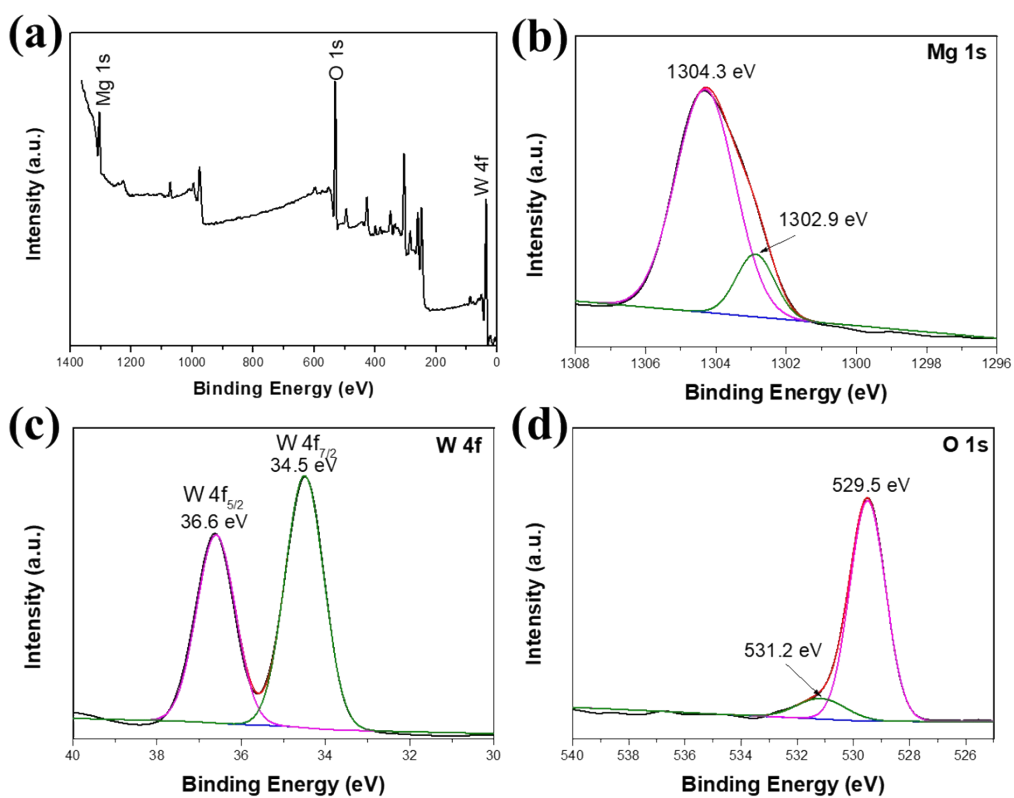 (a)
Mg 1s
O 1s
W 4f
Intensity (a.u.)
1400 1200 1000 800 600 400 200 0
Binding Energy (eV)
(b)
Mg 1s
1304.3 eV
1302.9 eV
Intensity (a.u.)
1308 1306 1304 1302 1300 1298 1296
Binding Energy (eV)
(c)
W 4f
W 4f7/2
34.5 eV
W 4f5/2
36.6 eV
Intensity (a.u.)
40 38 36 34 32 30
Binding Energy (eV)
(d)
O 1s
529.5 eV
531.2 eV
Intensity (a.u.)
540 538 536 534 532 530 528 526
Binding Energy (eV)